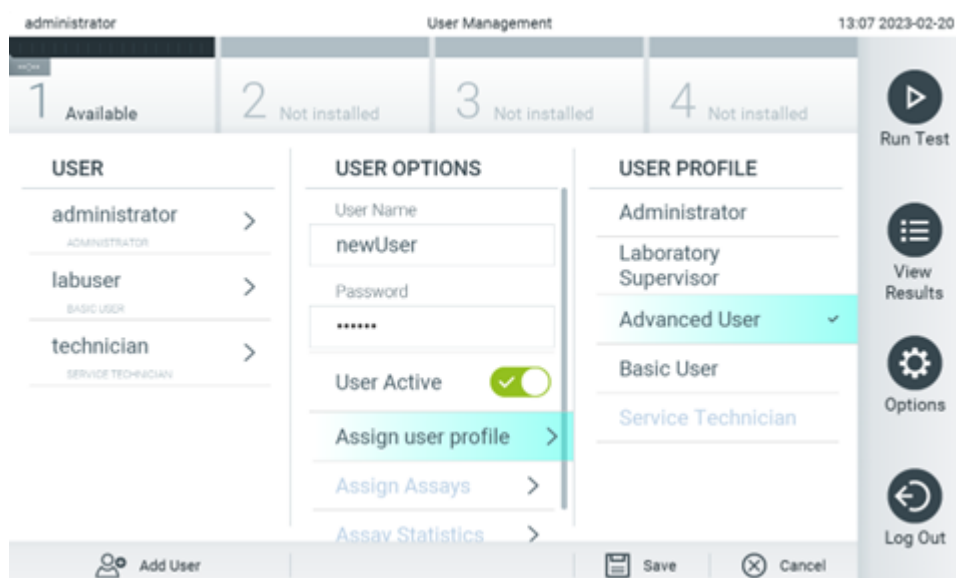 administrator
User Management
13:07 2023-02-20
1 Available
2 Not installed
3 Not installed
4 Not installed
Run Test
View
Results
Options
Log Out
USER
administrator
ADMINISTRATOR
labuser
BASIC USER
technician
SERVICE TECHNICIAN
USER OPTIONS
User Name
newUser
Password
••••••
User Active
Assign user profile
Assign Assays
Assay Statistics
USER PROFILE
Administrator
Laboratory
Supervisor
Advanced User
Basic User
Service Technician
Add User
Save
Cancel